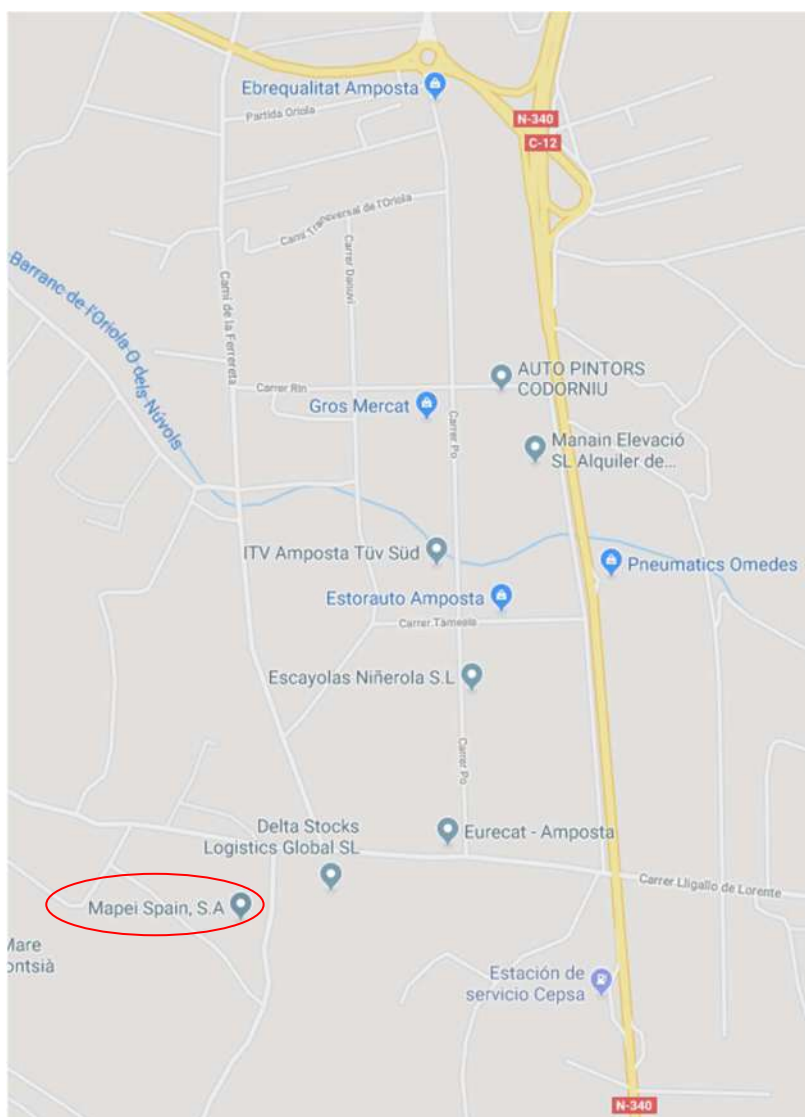 Ebrequalitat Amposta
Partida Oriola
N-340
C-12
Camí Transversal de l'Oriola
Carrer Danuvi
Barranc de l'Oriola O dels Núvols
Camí de la Ferrereta
AUTO PINTORS
CODORNIU
Carrer Rin
Gros Mercat
Carrer Po
Manain Elevació
SL Alquiler de...
ITV Amposta Tüv Süd
Pneumatics Omedes
Estorauto Amposta
Carrer Tàmesis
Escayolas Niñerola S.L
Carrer Po
Delta Stocks
Logistics Global SL
Eurecat - Amposta
Carrer Lligallo de Lorente
Mapei Spain, S.A
Mare
ontsià
Estación de
servicio Cepsa
N-340